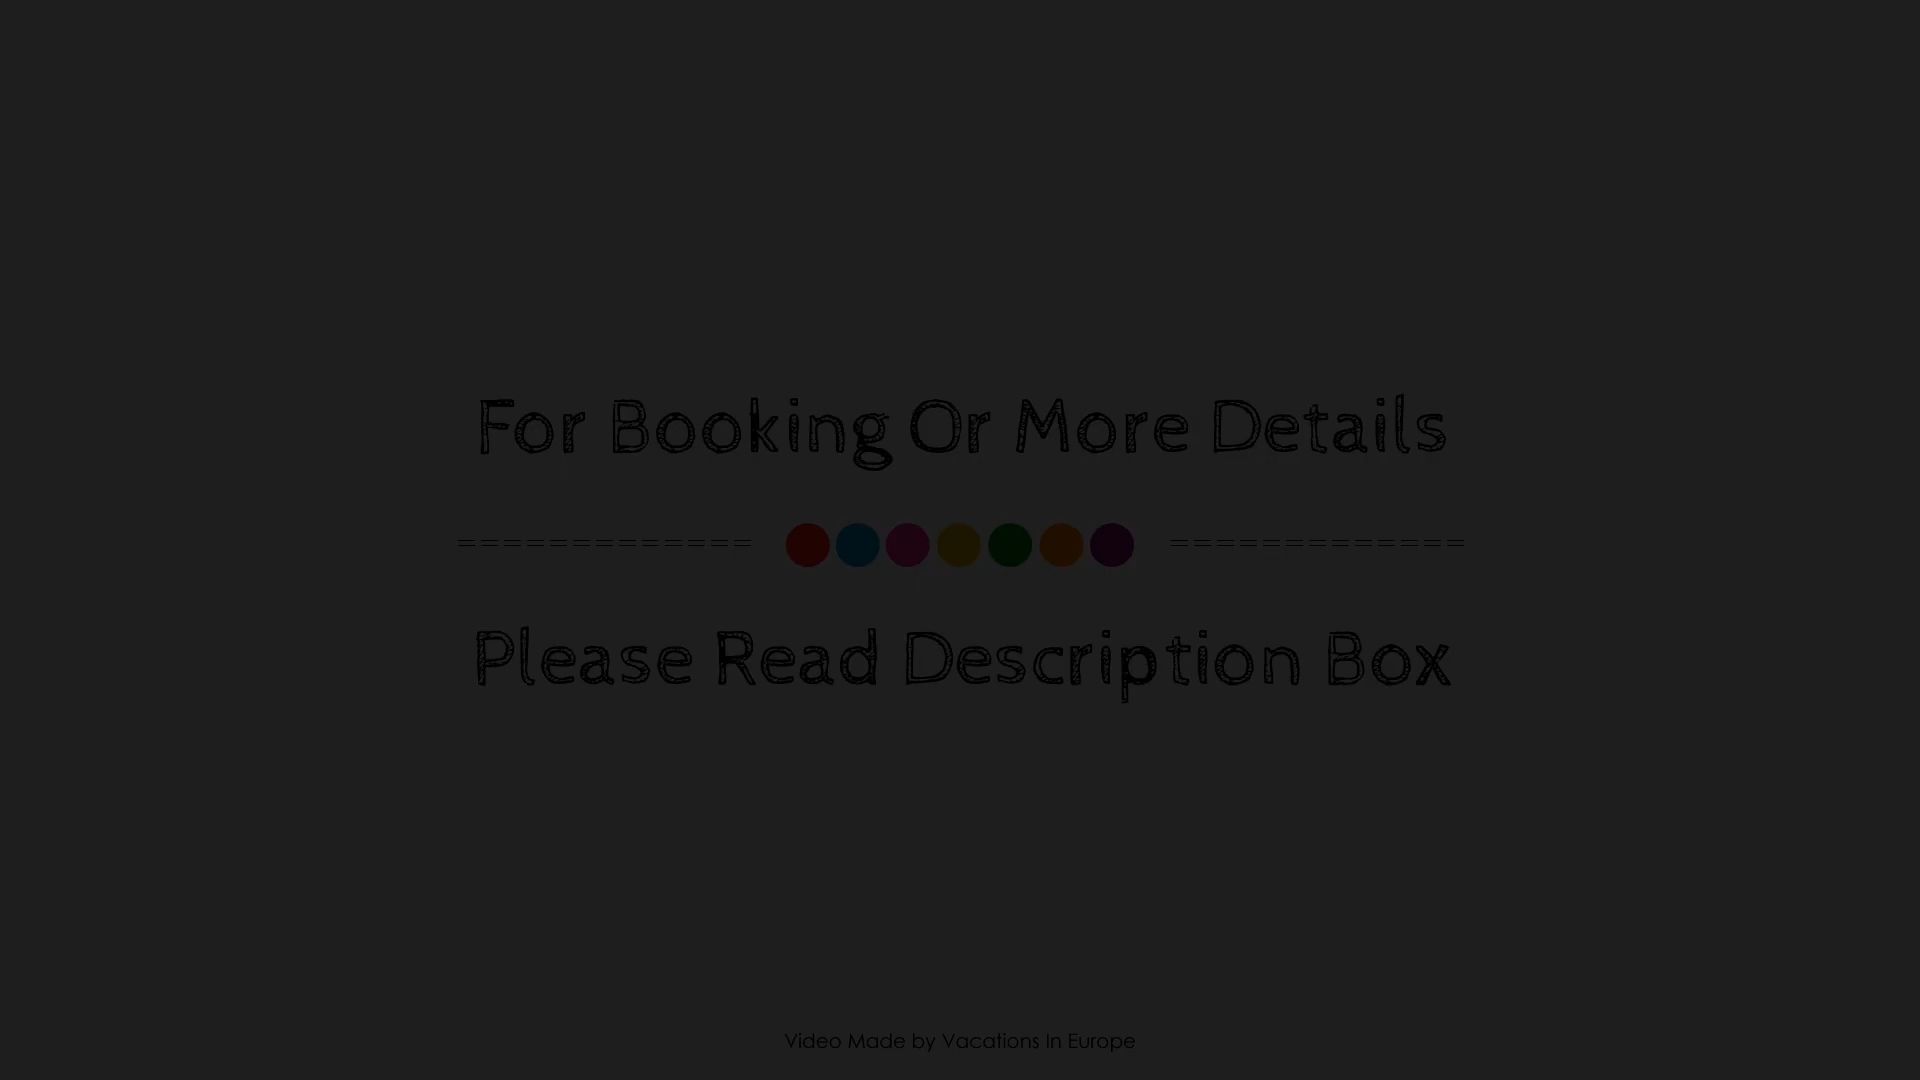 For Booking Or More Details
============= =============
Please Read Description Box
Video Made by Vacations In Europe